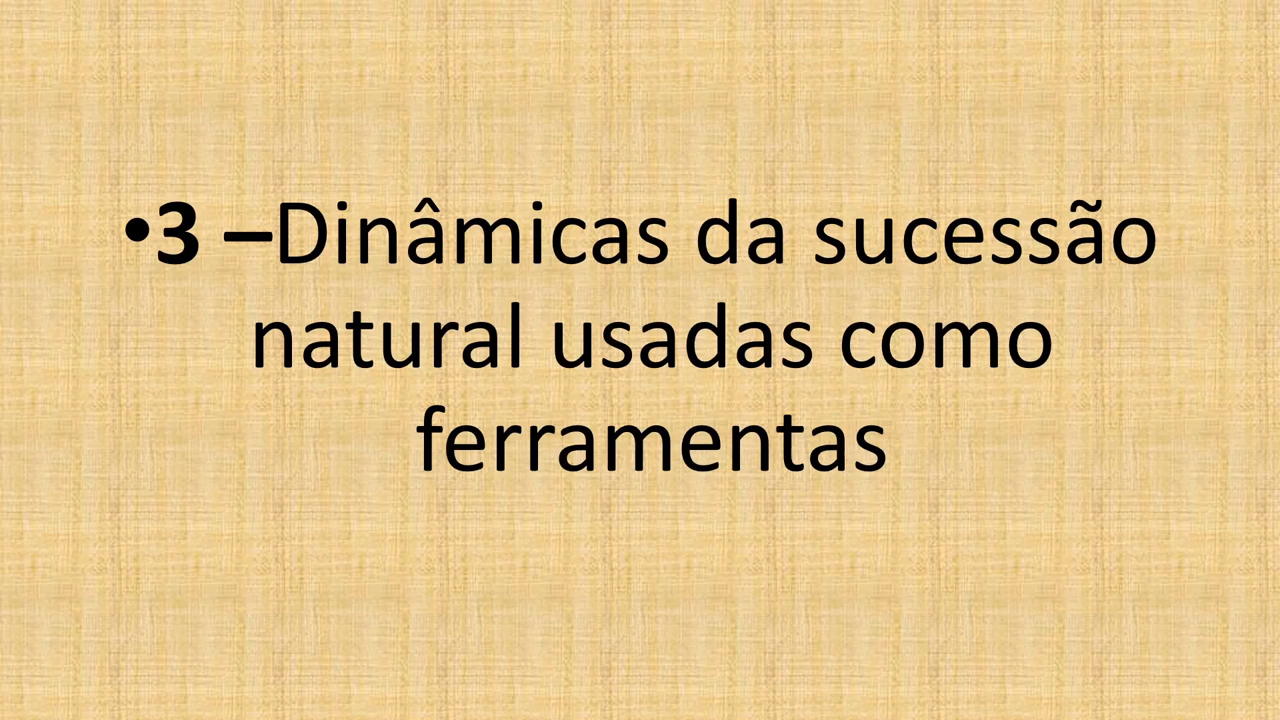 •3 –Dinâmicas da sucessão
natural usadas como
ferramentas